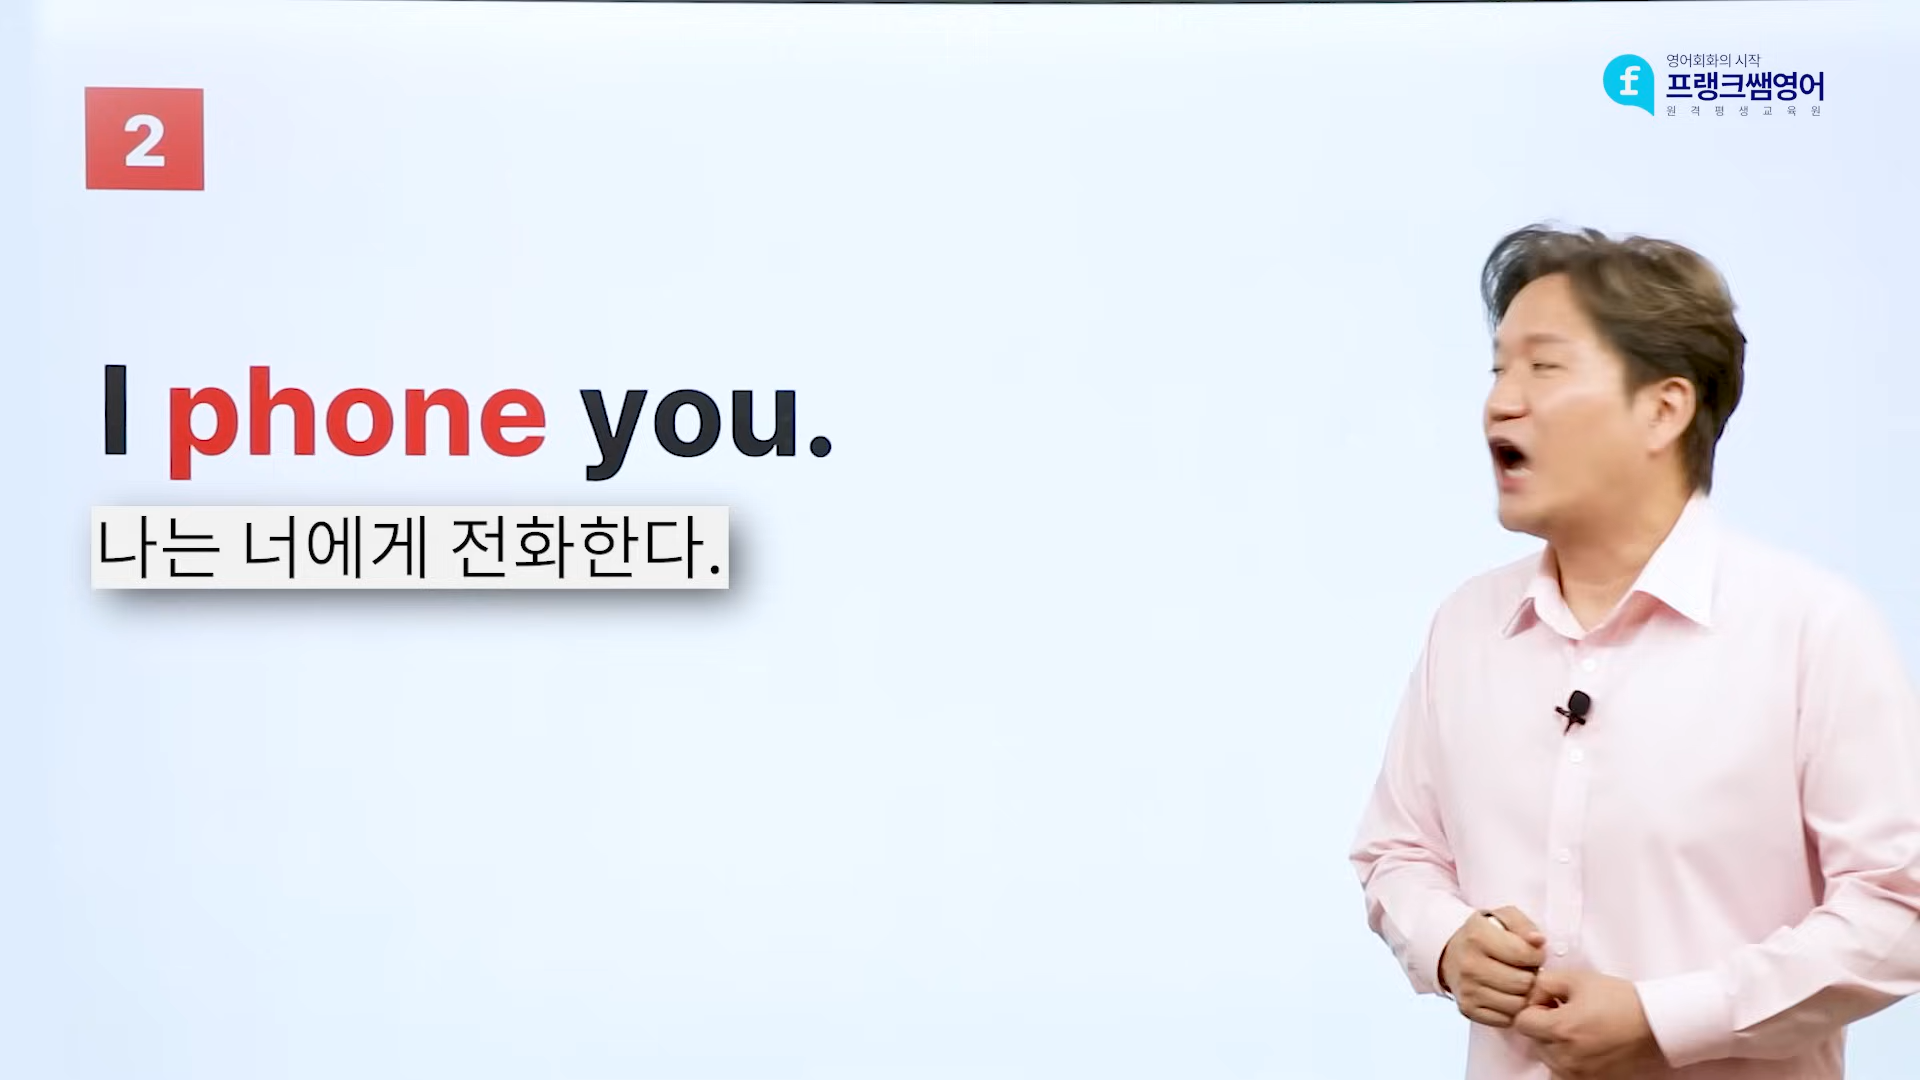 2
영어회화의 시작
프랭크쌤영어
원격평생교육원
I phone you.
나는 너에게 전화한다.